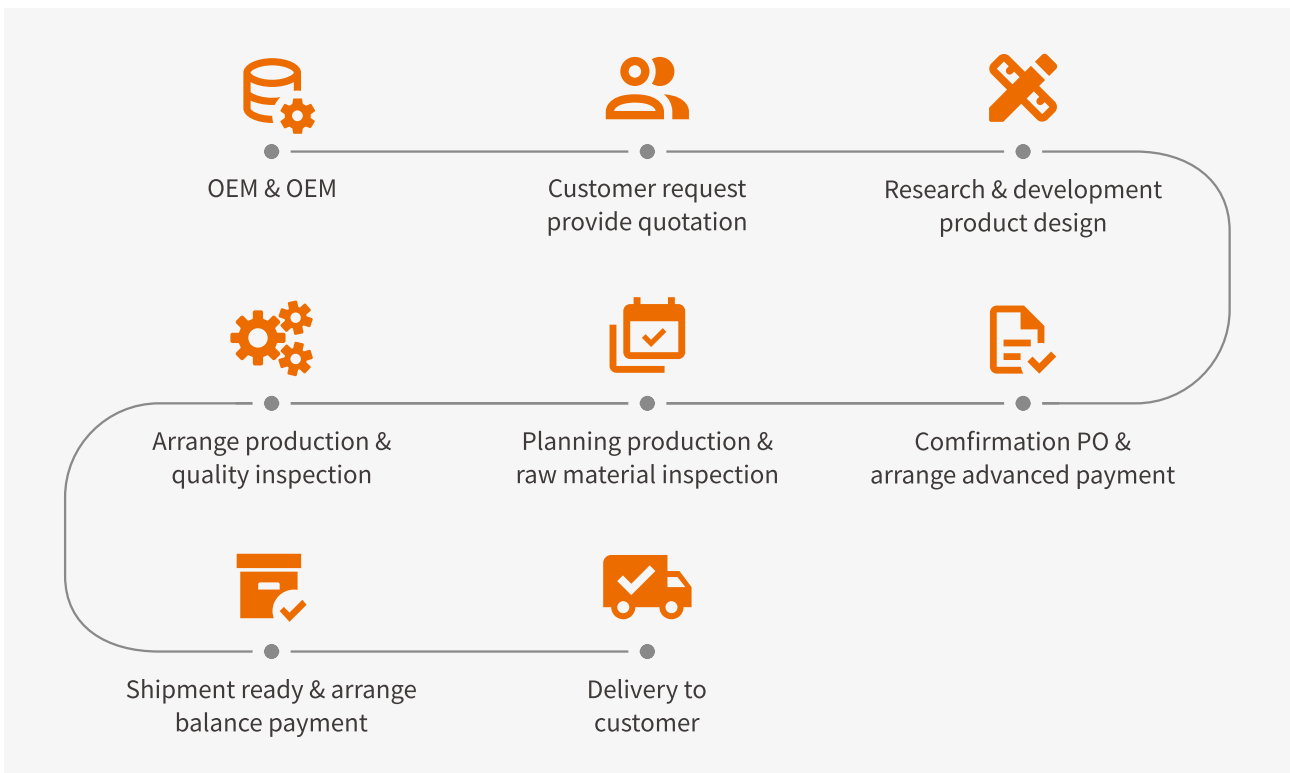 OEM & OEM
Customer request
provide quotation
Research & development
product design
Comfirmation PO &
arrange advanced payment
Planning production &
raw material inspection
Arrange production &
quality inspection
Shipment ready & arrange
balance payment
Delivery to
customer